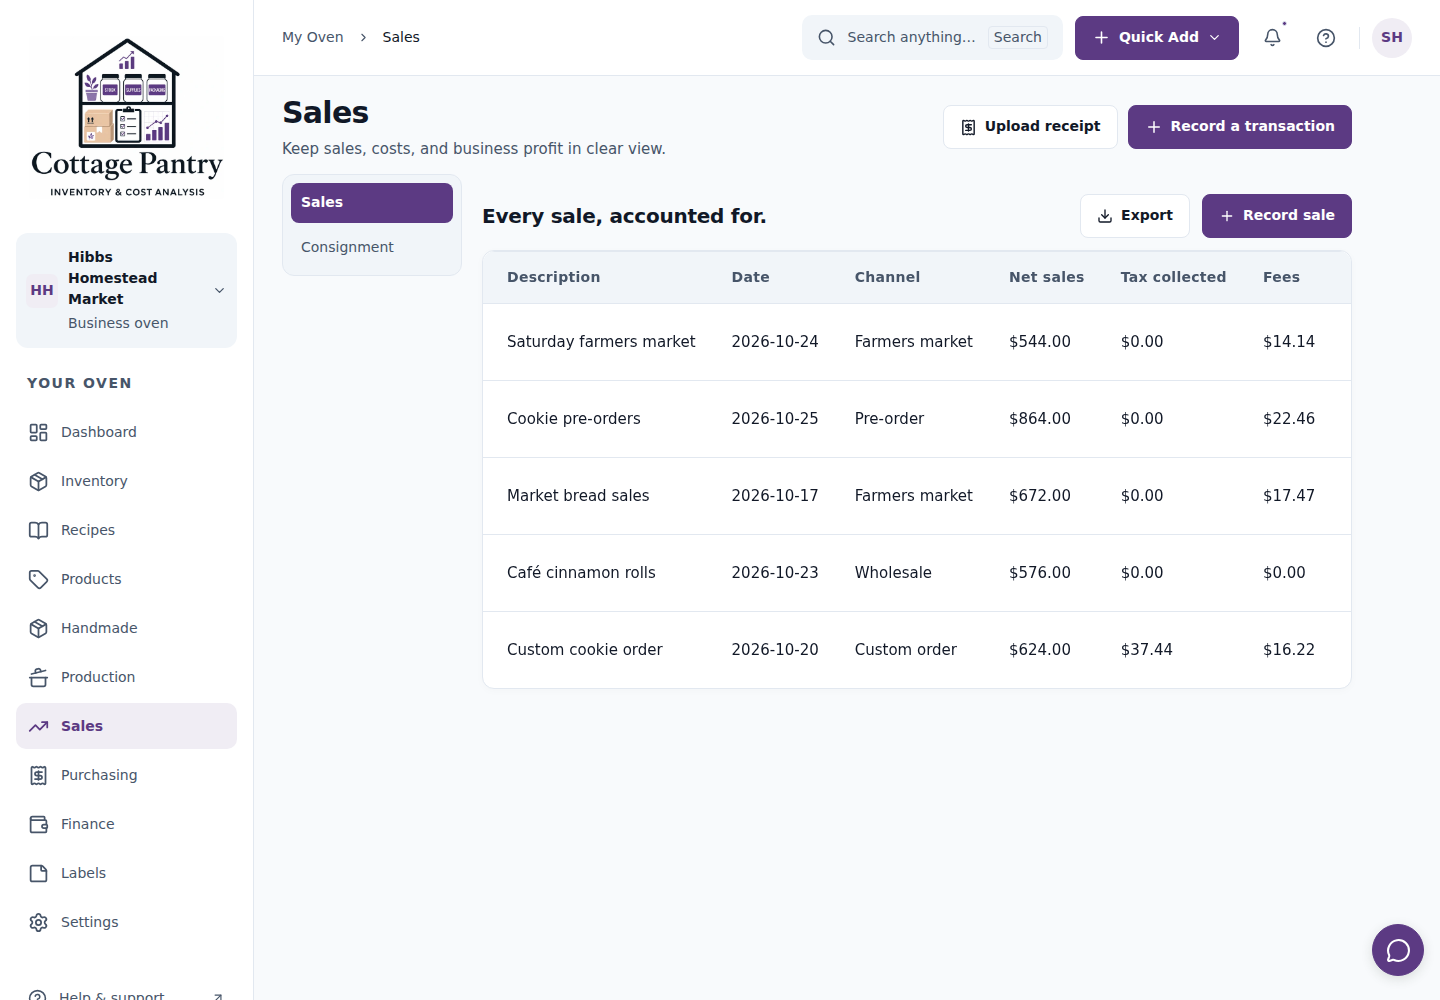 Cottage Pantry
INVENTORY & COST ANALYSIS
HH
Hibbs
Homestead
Market
Business oven
YOUR OVEN
Dashboard
Inventory
Recipes
Products
Handmade
Production
Sales
Purchasing
Finance
Labels
Settings
Help & support
My Oven > Sales
Search anything... Search
Quick Add
SH
Sales
Keep sales, costs, and business profit in clear view.
Upload receipt
Record a transaction
Sales
Consignment
Every sale, accounted for.
Export
Record sale
Description Date Channel Net sales Tax collected Fees
Saturday farmers market 2026-10-24 Farmers market $544.00 $0.00 $14.14
Cookie pre-orders 2026-10-25 Pre-order $864.00 $0.00 $22.46
Market bread sales 2026-10-17 Farmers market $672.00 $0.00 $17.47
Café cinnamon rolls 2026-10-23 Wholesale $576.00 $0.00 $0.00
Custom cookie order 2026-10-20 Custom order $624.00 $37.44 $16.22